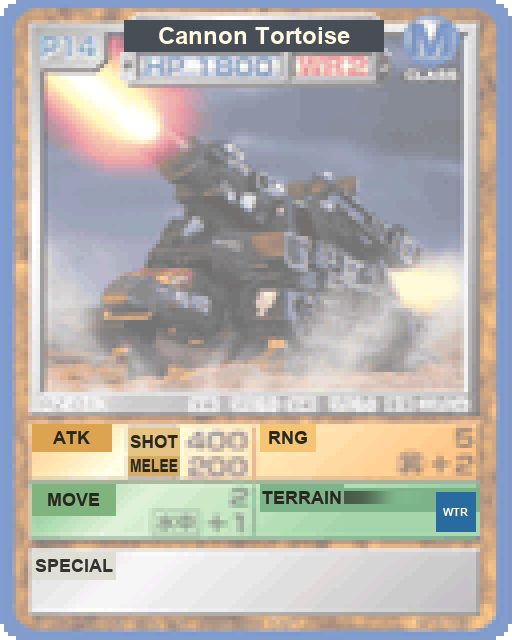 Cannon Tortoise
P14
HP 1800
M
CLASS
ATK
SHOT 400
MELEE 200
RNG 5
+2
MOVE 2
+1
TERRAIN
WTR
SPECIAL